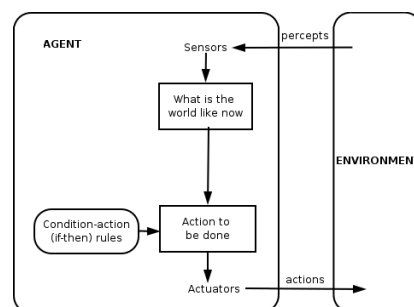 AGENT
Sensors
percepts
What is the
world like now
ENVIRONMENT
Condition-action
(if-then) rules
Action to
be done
Actuators
actions